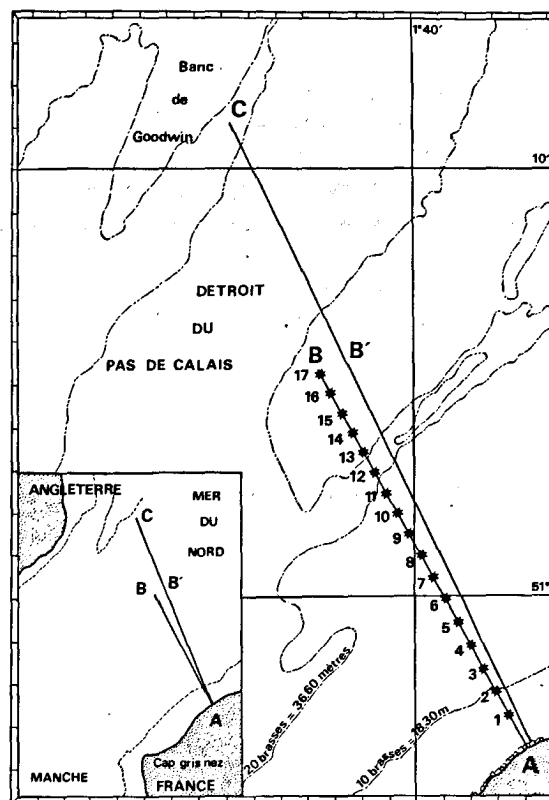 1°40'
Banc
de
Goodwin
C
10'
DETROIT
DU
PAS DE CALAIS
B
B'
17
16
15
14
13
12
11
10
9
8
7
6
5
4
3
2
1
A
51°
20 brasses = 36.60 mètres
10 brasses = 18.30 m
ANGLETERRE
MER
DU
NORD
C
B
B'
A
Cap gris nez
FRANCE
MANCHE